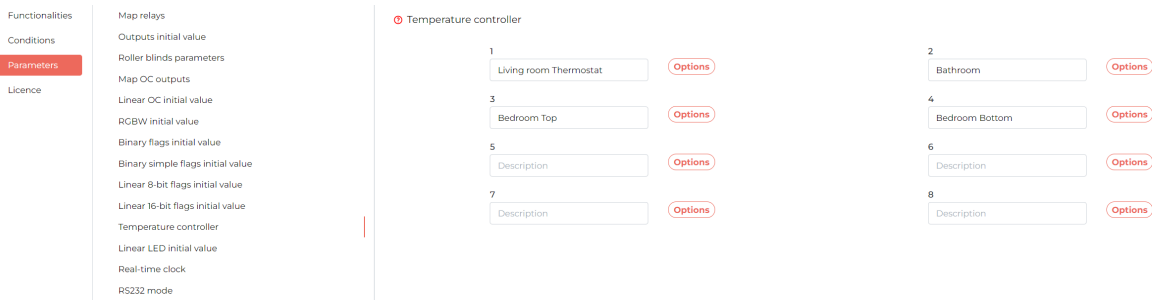 Functionalities
Conditions
Parameters
Licence
Map relays
Outputs initial value
Roller blinds parameters
Map OC outputs
Linear OC initial value
RGBW initial value
Binary flags initial value
Binary simple flags initial value
Linear 8-bit flags initial value
Linear 16-bit flags initial value
Temperature controller
Linear LED initial value
Real-time clock
RS232 mode
Temperature controller
1
Living room Thermostat
Options
2
Bathroom
Options
3
Bedroom Top
Options
4
Bedroom Bottom
Options
5
Description
Options
6
Description
Options
7
Description
Options
8
Description
Options